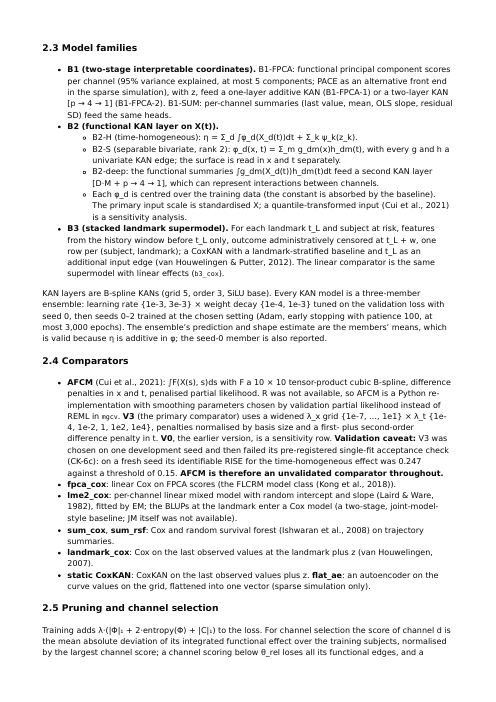 2.3 Model families
• B1 (two-stage interpretable coordinates). B1-FPCA: functional principal component scores
per channel (95% variance explained, at most 5 components; PACE as an alternative front end
in the sparse simulation), with z, feed a one-layer additive KAN (B1-FPCA-1) or a two-layer KAN
[p → 4 → 1] (B1-FPCA-2). B1-SUM: per-channel summaries (last value, mean, OLS slope, residual
SD) feed the same heads.
• B2 (functional KAN layer on X(t)).
◦ B2-H (time-homogeneous): η = Σ_d ∫φ_d(X_d(t))dt + Σ_k ψ_k(z_k).
◦ B2-S (separable bivariate, rank 2): φ_d(x, t) = Σ_m g_dm(x)h_dm(t), with every g and h a
univariate KAN edge; the surface is read in x and t separately.
◦ B2-deep: the functional summaries ∫g_dm(X_d(t))h_dm(t)dt feed a second KAN layer
[D·M + p → 4 → 1], which can represent interactions between channels.
◦ Each φ_d is centred over the training data (the constant is absorbed by the baseline).
The primary input scale is standardised X; a quantile-transformed input (Cui et al., 2021)
is a sensitivity analysis.
• B3 (stacked landmark supermodel). For each landmark t_L and subject at risk, features
from the history window before t_L only, outcome administratively censored at t_L + w, one
row per (subject, landmark); a CoxKAN with a landmark-stratified baseline and t_L as an
additional input edge (van Houwelingen & Putter, 2012). The linear comparator is the same
supermodel with linear effects (b3_cox).
KAN layers are B-spline KANs (grid 5, order 3, SiLU base). Every KAN model is a three-member
ensemble: learning rate {1e-3, 3e-3} × weight decay {1e-4, 1e-3} tuned on the validation loss with
seed 0, then seeds 0–2 trained at the chosen setting (Adam, early stopping with patience 100, at
most 3,000 epochs). The ensemble's prediction and shape estimate are the members' means, which
is valid because η is additive in φ; the seed-0 member is also reported.
2.4 Comparators
• AFCM (Cui et al., 2021): ∫F(X(s), s)ds with F a 10 × 10 tensor-product cubic B-spline, difference
penalties in x and t, penalised partial likelihood. R was not available, so AFCM is a Python re-
implementation with smoothing parameters chosen by validation partial likelihood instead of
REML in mgcv. V3 (the primary comparator) uses a widened λ_x grid {1e-7, …, 1e1} × λ_t {1e-
4, 1e-2, 1, 1e2, 1e4}, penalties normalised by basis size and a first- plus second-order
difference penalty in t. V0, the earlier version, is a sensitivity row. Validation caveat: V3 was
chosen on one development seed and then failed its pre-registered single-fit acceptance check
(CK-6c): on a fresh seed its identifiable RISE for the time-homogeneous effect was 0.247
against a threshold of 0.15. AFCM is therefore an unvalidated comparator throughout.
• fpca_cox: linear Cox on FPCA scores (the FLCRM model class (Kong et al., 2018)).
• lme2_cox: per-channel linear mixed model with random intercept and slope (Laird & Ware,
1982), fitted by EM; the BLUPs at the landmark enter a Cox model (a two-stage, joint-model-
style baseline; JM itself was not available).
• sum_cox, sum_rsf: Cox and random survival forest (Ishwaran et al., 2008) on trajectory
summaries.
• landmark_cox: Cox on the last observed values at the landmark plus z (van Houwelingen,
2007).
• static CoxKAN: CoxKAN on the last observed values plus z. flat_ae: an autoencoder on the
curve values on the grid, flattened into one vector (sparse simulation only).
2.5 Pruning and channel selection
Training adds λ·(|Φ|₁ + 2·entropy(Φ) + |C|₁) to the loss. For channel selection the score of channel d is
the mean absolute deviation of its integrated functional effect over the training subjects, normalised
by the largest channel score; a channel scoring below θ_rel loses all its functional edges, and a